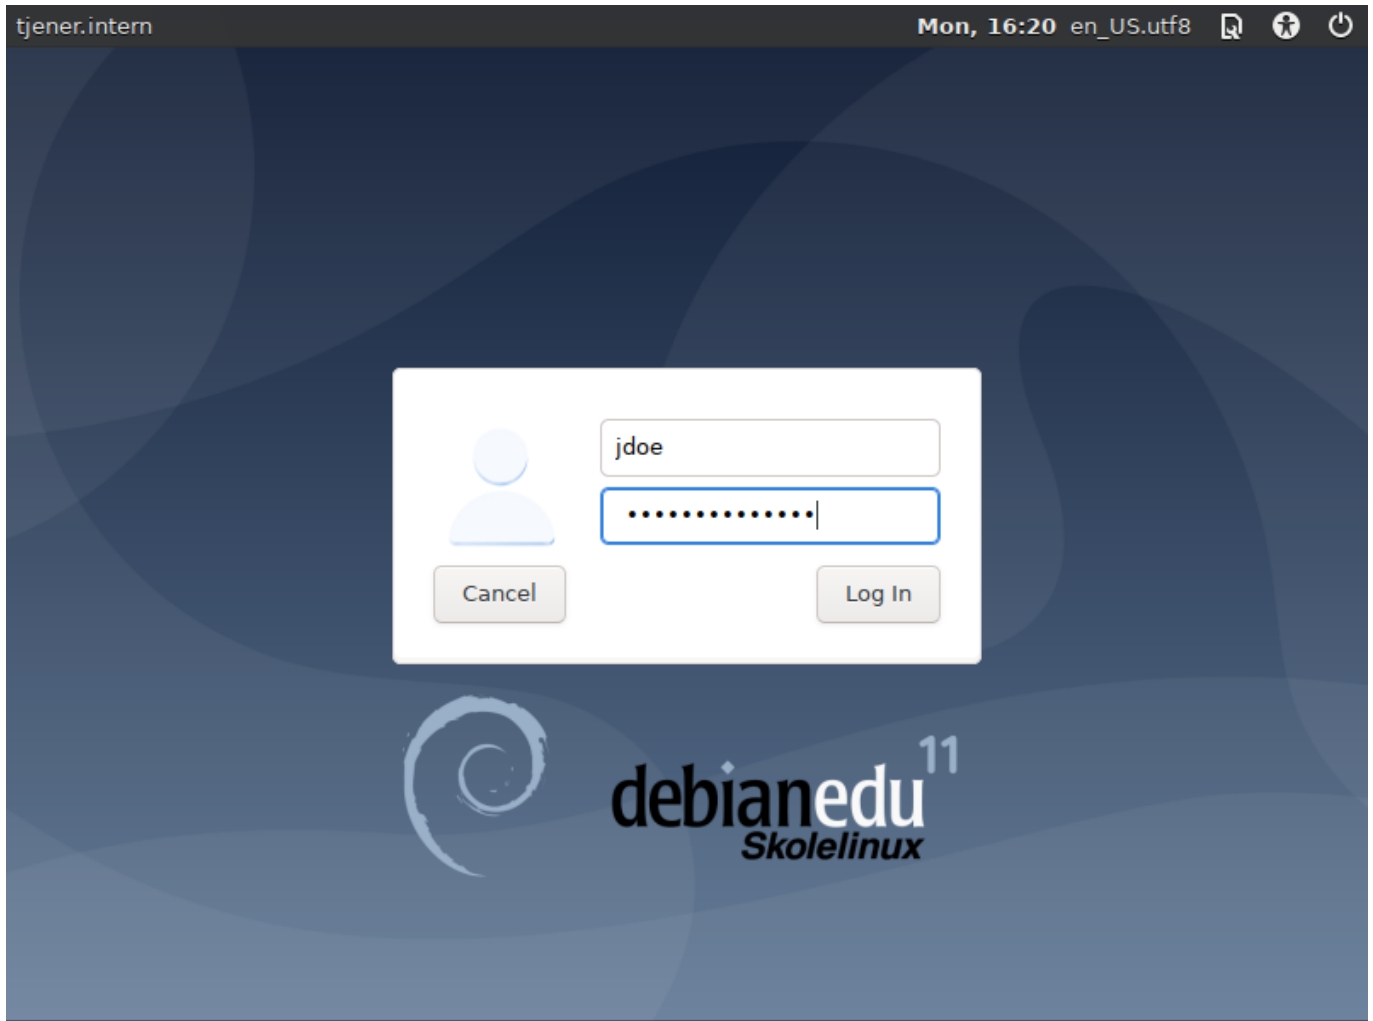 tjener.intern Mon, 16:20 en_US.utf8
jdoe
••••••••••••••
Cancel Log In
debianedu 11
Skolelinux